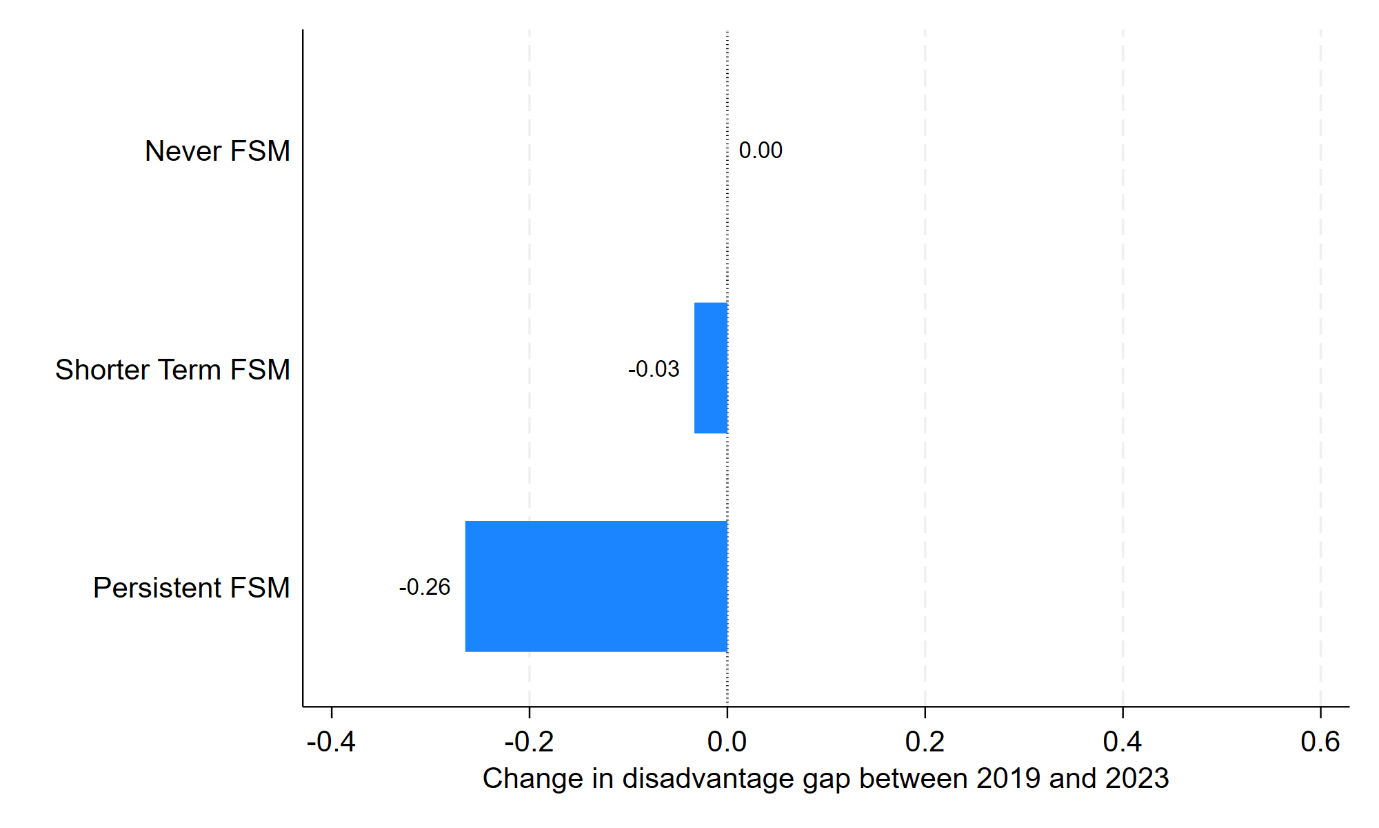 Never FSM
0.00
Shorter Term FSM
-0.03
Persistent FSM
-0.26
-0.4
-0.2
0.0
0.2
0.4
0.6
Change in disadvantage gap between 2019 and 2023